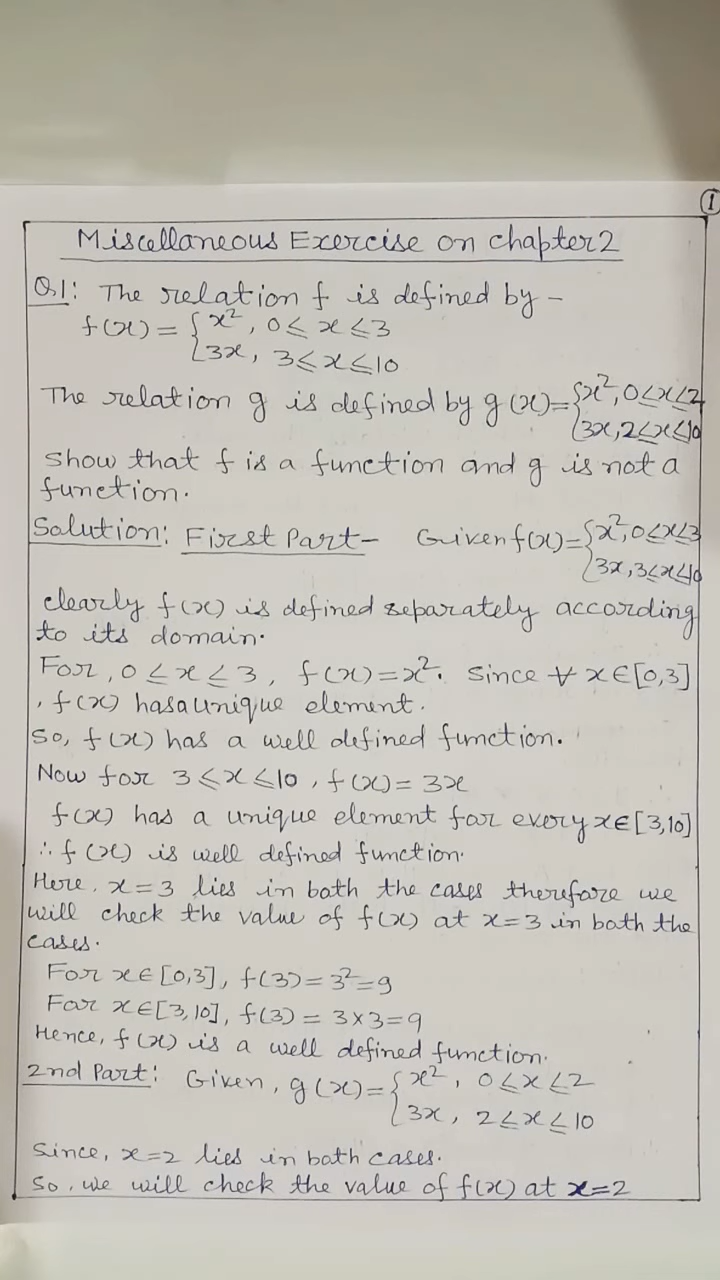 ①
Miscellaneous Exercise on chapter 2
Q.1: The relation f is defined by –
f(x) = { x², 0 ≤ x ≤ 3
3x, 3 ≤ x ≤ 10
The relation g is defined by g(x) = { x², 0 ≤ x ≤ 2
3x, 2 ≤ x ≤ 10
Show that f is a function and g is not a
function.
Solution: First Part – Given f(x) = { x², 0 ≤ x ≤ 3
3x, 3 ≤ x ≤ 10
clearly f(x) is defined separately according
to its domain.
For, 0 ≤ x ≤ 3, f(x) = x². Since ∀ x ∈ [0,3]
, f(x) has a unique element.
So, f(x) has a well defined function.
Now for 3 ≤ x ≤ 10, f(x) = 3x
f(x) has a unique element for every x ∈ [3,10]
∴ f(x) is well defined function.
Here, x = 3 lies in both the cases therefore we
will check the value of f(x) at x = 3 in both the
cases.
For x ∈ [0,3], f(3) = 3² = 9
For x ∈ [3,10], f(3) = 3 × 3 = 9
Hence, f(x) is a well defined function.
2nd Part: Given, g(x) = { x², 0 ≤ x ≤ 2
3x, 2 ≤ x ≤ 10
Since, x = 2 lies in both cases.
So, we will check the value of f(x) at x = 2